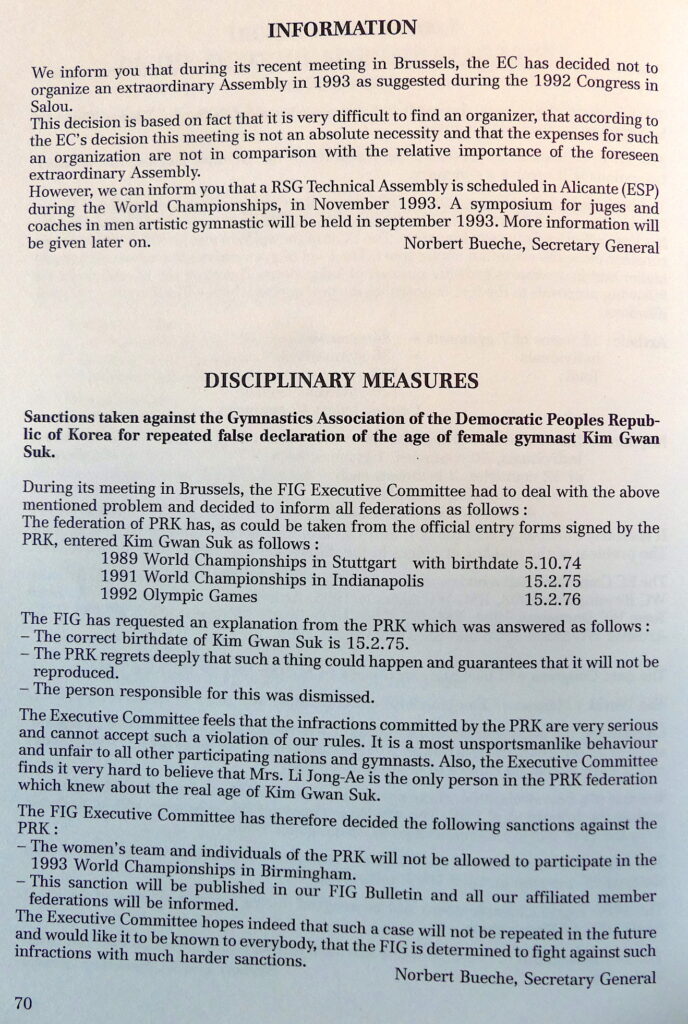 INFORMATION
We inform you that during its recent meeting in Brussels, the EC has decided not to
organize an extraordinary Assembly in 1993 as suggested during the 1992 Congress in
Salou.
This decision is based on fact that it is very difficult to find an organizer, that according to
the EC's decision this meeting is not an absolute necessity and that the expenses for such
an organization are not in comparison with the relative importance of the foreseen
extraordinary Assembly.
However, we can inform you that a RSG Technical Assembly is scheduled in Alicante (ESP)
during the World Championships, in November 1993. A symposium for juges and
coaches in men artistic gymnastic will be held in september 1993. More information will
be given later on. Norbert Bueche, Secretary General
DISCIPLINARY MEASURES
Sanctions taken against the Gymnastics Association of the Democratic Peoples Repub-
lic of Korea for repeated false declaration of the age of female gymnast Kim Gwan
Suk.
During its meeting in Brussels, the FIG Executive Committee had to deal with the above
mentioned problem and decided to inform all federations as follows :
The federation of PRK has, as could be taken from the official entry forms signed by the
PRK, entered Kim Gwan Suk as follows :
1989 World Championships in Stuttgart with birthdate 5.10.74
1991 World Championships in Indianapolis 15.2.75
1992 Olympic Games 15.2.76
The FIG has requested an explanation from the PRK which was answered as follows :
– The correct birthdate of Kim Gwan Suk is 15.2.75.
– The PRK regrets deeply that such a thing could happen and guarantees that it will not be
reproduced.
– The person responsible for this was dismissed.
The Executive Committee feels that the infractions committed by the PRK are very serious
and cannot accept such a violation of our rules. It is a most unsportsmanlike behaviour
and unfair to all other participating nations and gymnasts. Also, the Executive Committee
finds it very hard to believe that Mrs. Li Jong-Ae is the only person in the PRK federation
which knew about the real age of Kim Gwan Suk.
The FIG Executive Committee has therefore decided the following sanctions against the
PRK :
– The women's team and individuals of the PRK will not be allowed to participate in the
1993 World Championships in Birmingham.
– This sanction will be published in our FIG Bulletin and all our affiliated member
federations will be informed.
The Executive Committee hopes indeed that such a case will not be repeated in the future
and would like it to be known to everybody, that the FIG is determined to fight against such
infractions with much harder sanctions.
Norbert Bueche, Secretary General
70